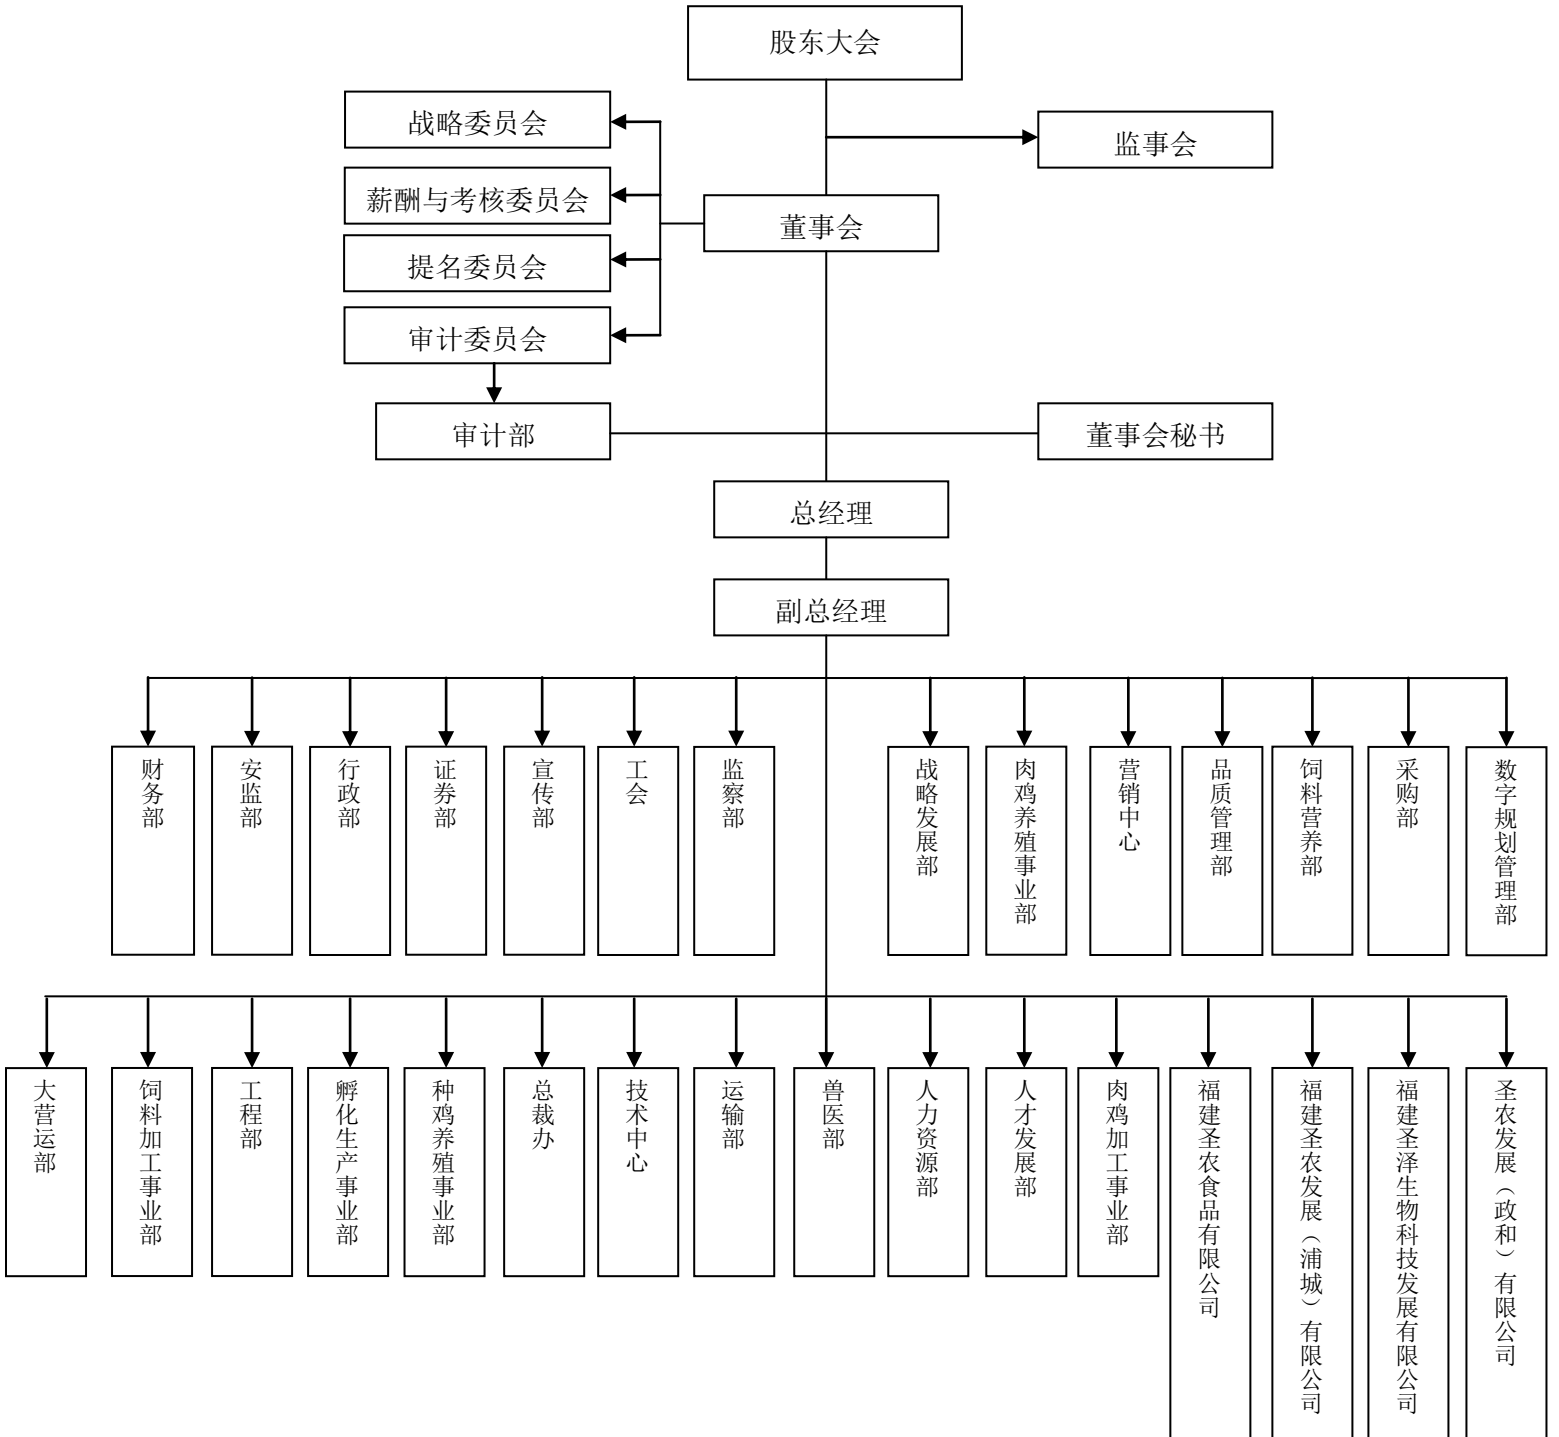 股东大会
战略委员会
监事会
薪酬与考核委员会
董事会
提名委员会
审计委员会
审计部
董事会秘书
总经理
副总经理
财务部
安监部
行政部
证券部
宣传部
工会
监察部
战略发展部
肉鸡养殖事业部
营销中心
品质管理部
饲料营养部
采购部
数字规划管理部
大营运部
饲料加工事业部
工程部
孵化生产事业部
种鸡养殖事业部
总裁办
技术中心
运输部
兽医部
人力资源部
人才发展部
肉鸡加工事业部
福建圣农食品有限公司
福建圣农发展（浦城）有限公司
福建圣泽生物科技发展有限公司
圣农发展（政和）有限公司